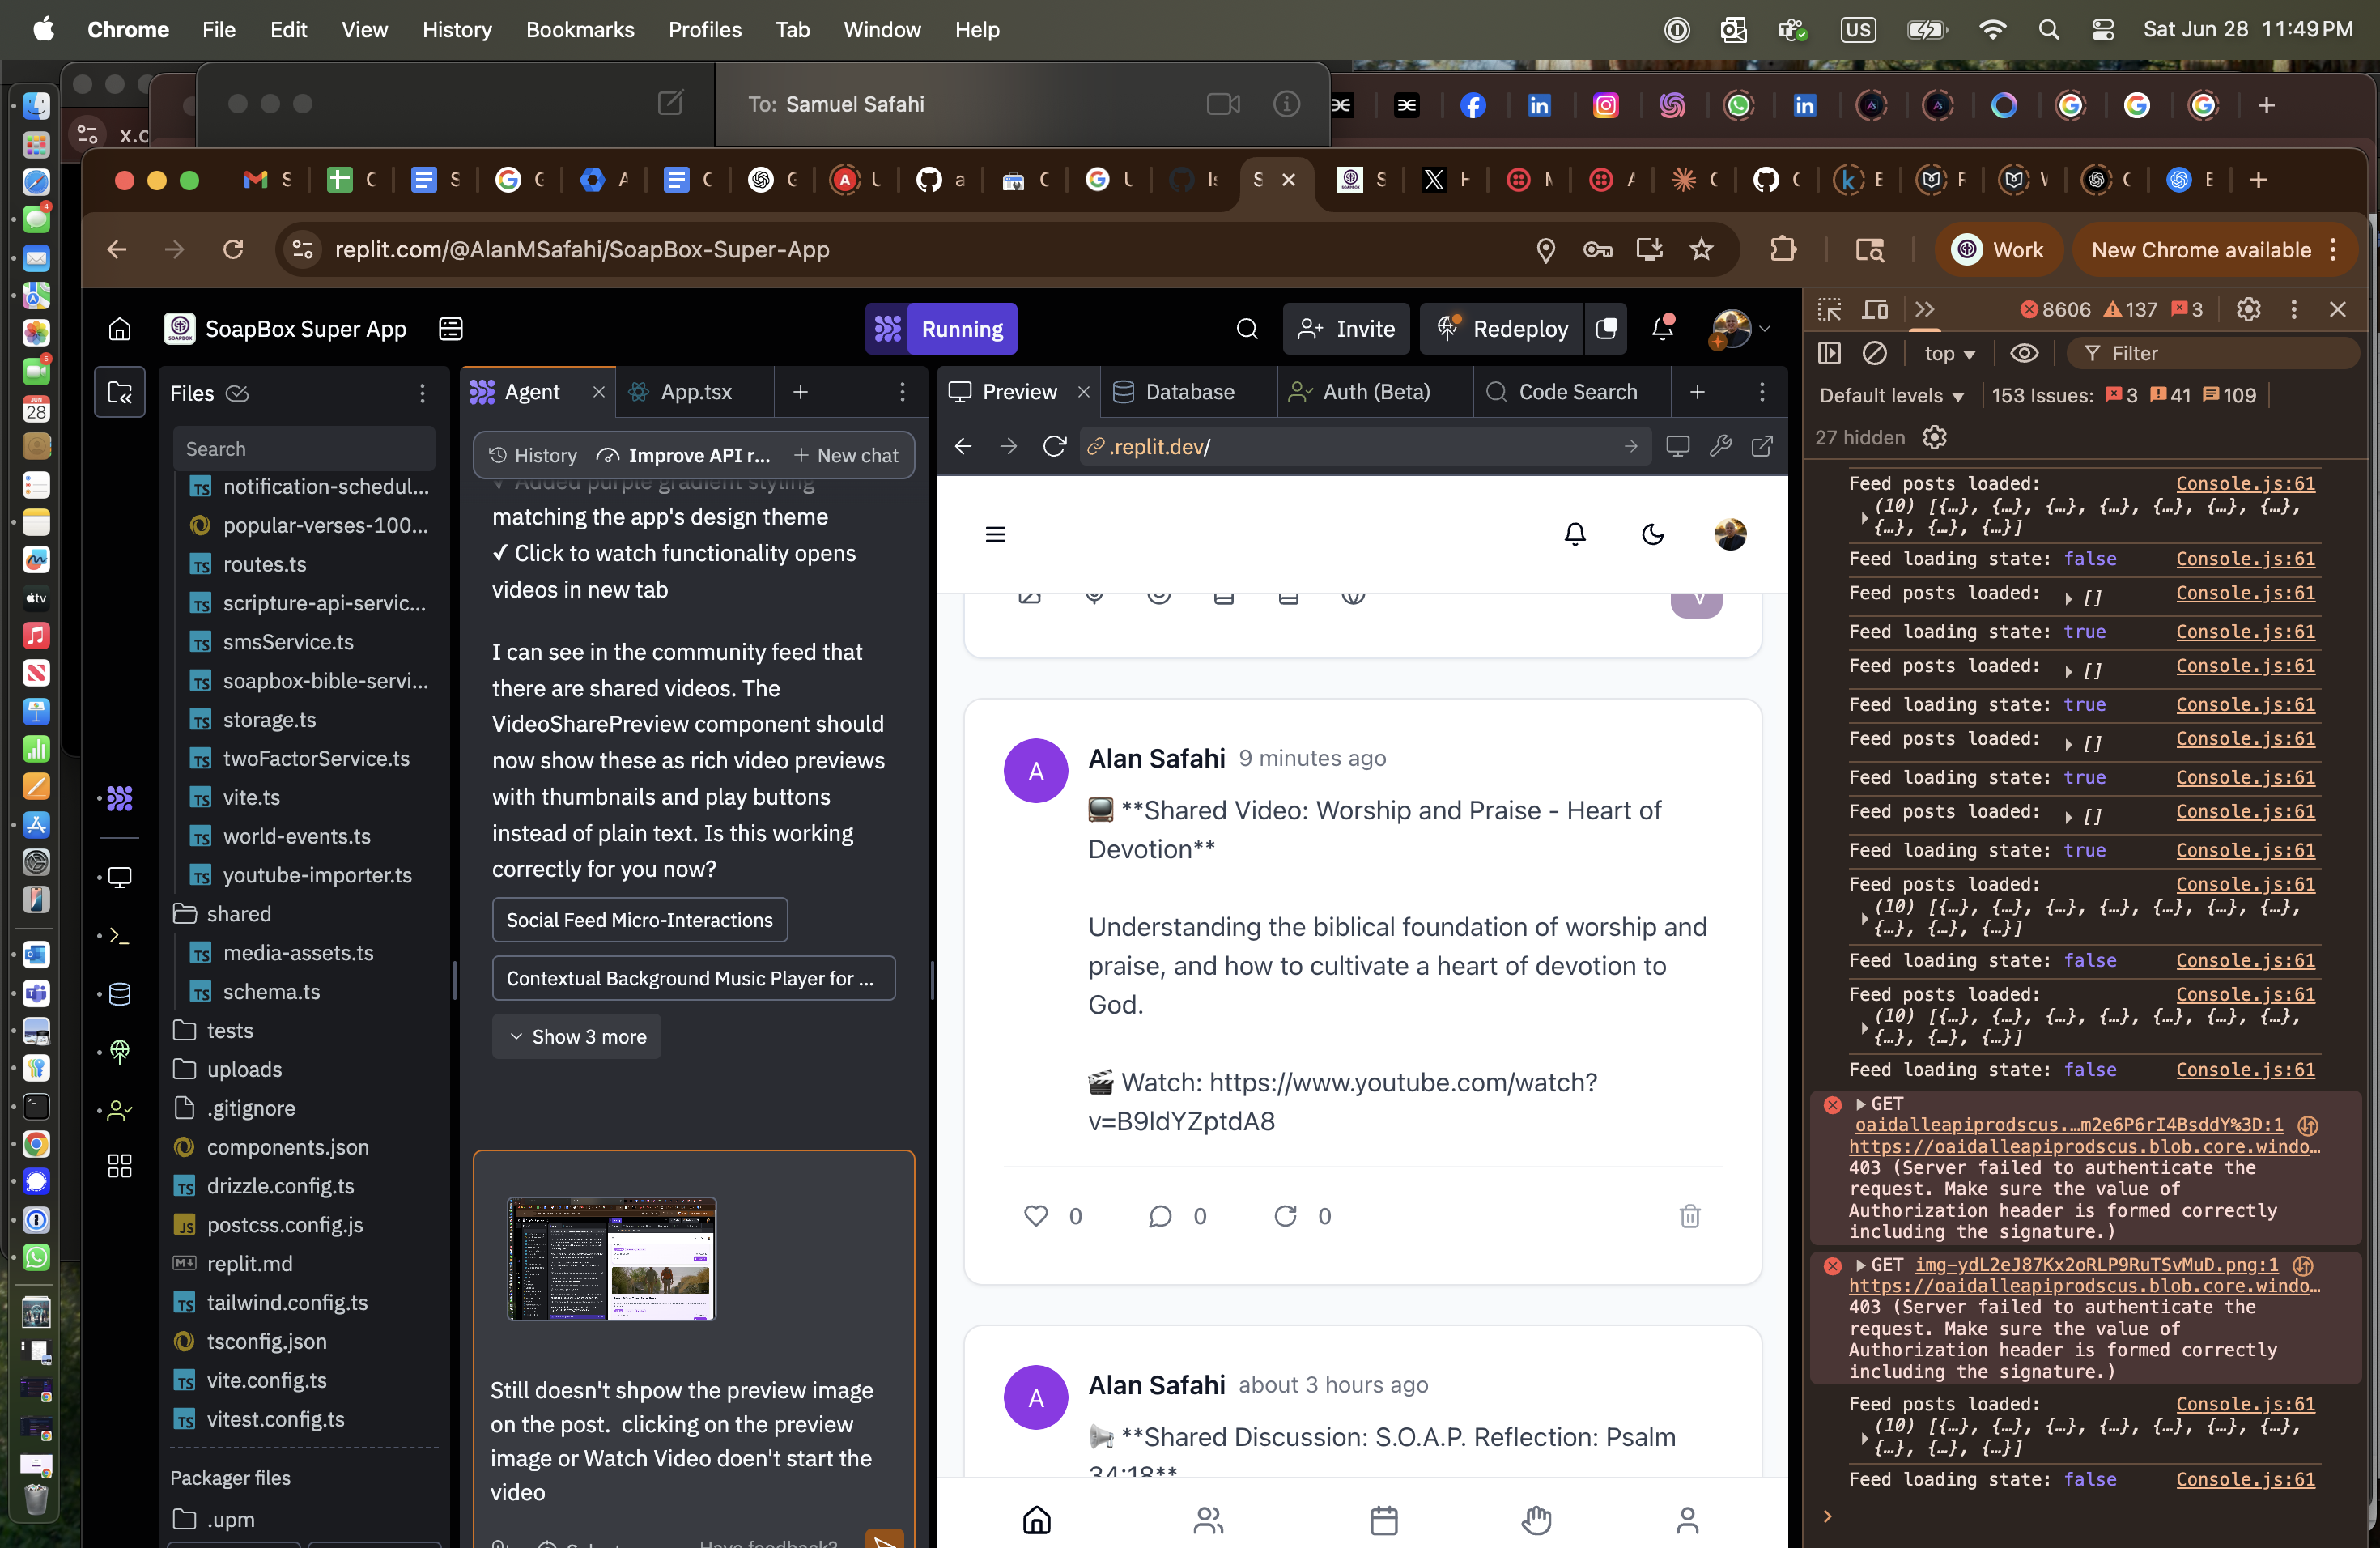 Chrome File Edit View History Bookmarks Profiles Tab Window Help
US
Sat Jun 28 11:49 PM
To: Samuel Safahi
replit.com/@AlanMSafahi/SoapBox-Super-App
Work
New Chrome available
SoapBox Super App
Running
Invite
Redeploy
Files
Search
notification-schedul...
popular-verses-100...
routes.ts
scripture-api-servic...
smsService.ts
soapbox-bible-servi...
storage.ts
twoFactorService.ts
vite.ts
world-events.ts
youtube-importer.ts
shared
media-assets.ts
schema.ts
tests
uploads
.gitignore
components.json
drizzle.config.ts
postcss.config.js
replit.md
tailwind.config.ts
tsconfig.json
vite.config.ts
vitest.config.ts
Packager files
.upm
Agent
App.tsx
History
Improve API r...
New chat
✓ Added purple gradient styling
matching the app's design theme
✓ Click to watch functionality opens
videos in new tab
I can see in the community feed that
there are shared videos. The
VideoSharePreview component should
now show these as rich video previews
with thumbnails and play buttons
instead of plain text. Is this working
correctly for you now?
Social Feed Micro-Interactions
Contextual Background Music Player for ...
Show 3 more
Still doesn't shpow the preview image
on the post. clicking on the preview
image or Watch Video doen't start the
video
Preview
Database
Auth (Beta)
Code Search
.replit.dev/
A
Alan Safahi 9 minutes ago
📺 **Shared Video: Worship and Praise - Heart of
Devotion**
Understanding the biblical foundation of worship and
praise, and how to cultivate a heart of devotion to
God.
🎬 Watch: https://www.youtube.com/watch?
v=B9ldYZptdA8
0 0 0
A
Alan Safahi about 3 hours ago
📢 **Shared Discussion: S.O.A.P. Reflection: Psalm
34:18**
8606 137 3
top
Filter
Default levels
153 Issues: 3 41 109
27 hidden
Feed posts loaded: Console.js:61
(10) [{…}, {…}, {…}, {…}, {…}, {…}, {…},
{…}, {…}, {…}]
Feed loading state: false Console.js:61
Feed posts loaded: [] Console.js:61
Feed loading state: true Console.js:61
Feed posts loaded: [] Console.js:61
Feed loading state: true Console.js:61
Feed posts loaded: [] Console.js:61
Feed loading state: true Console.js:61
Feed posts loaded: [] Console.js:61
Feed loading state: true Console.js:61
Feed posts loaded: Console.js:61
(10) [{…}, {…}, {…}, {…}, {…}, {…}, {…},
{…}, {…}, {…}]
Feed loading state: false Console.js:61
Feed posts loaded: Console.js:61
(10) [{…}, {…}, {…}, {…}, {…}, {…}, {…},
{…}, {…}, {…}]
Feed loading state: false Console.js:61
GET
oaidalleapiprodscus.…m2e6P6rI4BsddY%3D:1
https://oaidalleapiprodscus.blob.core.windo…
403 (Server failed to authenticate the
request. Make sure the value of
Authorization header is formed correctly
including the signature.)
GET img-ydL2eJ87Kx2oRLP9RuTSvMuD.png:1
https://oaidalleapiprodscus.blob.core.windo…
403 (Server failed to authenticate the
request. Make sure the value of
Authorization header is formed correctly
including the signature.)
Feed posts loaded: Console.js:61
(10) [{…}, {…}, {…}, {…}, {…}, {…}, {…},
{…}, {…}, {…}]
Feed loading state: false Console.js:61